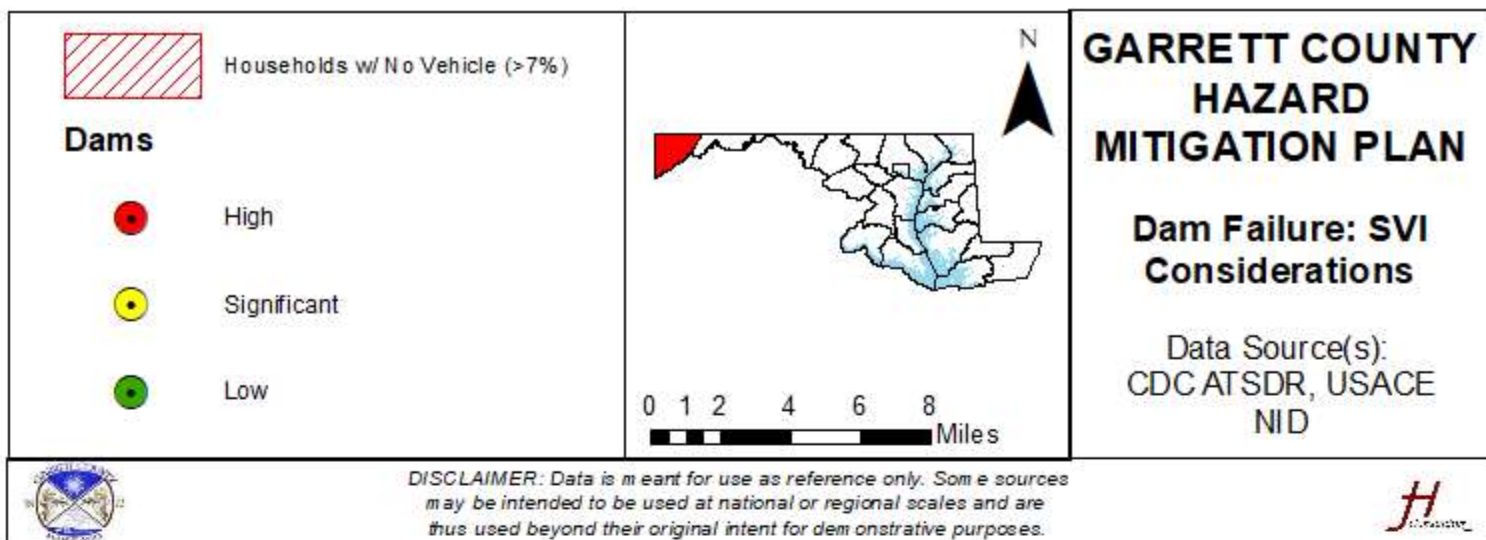 Households w/ No Vehicle (>7%)
Dams
High
Significant
Low
N
0 1 2 4 6 8
Miles
GARRETT COUNTY
HAZARD
MITIGATION PLAN
Dam Failure: SVI
Considerations
Data Source(s):
CDC ATSDR, USACE
NID
DISCLAIMER: Data is meant for use as reference only. Some sources
may be intended to be used at national or regional scales and are
thus used beyond their original intent for demonstrative purposes.